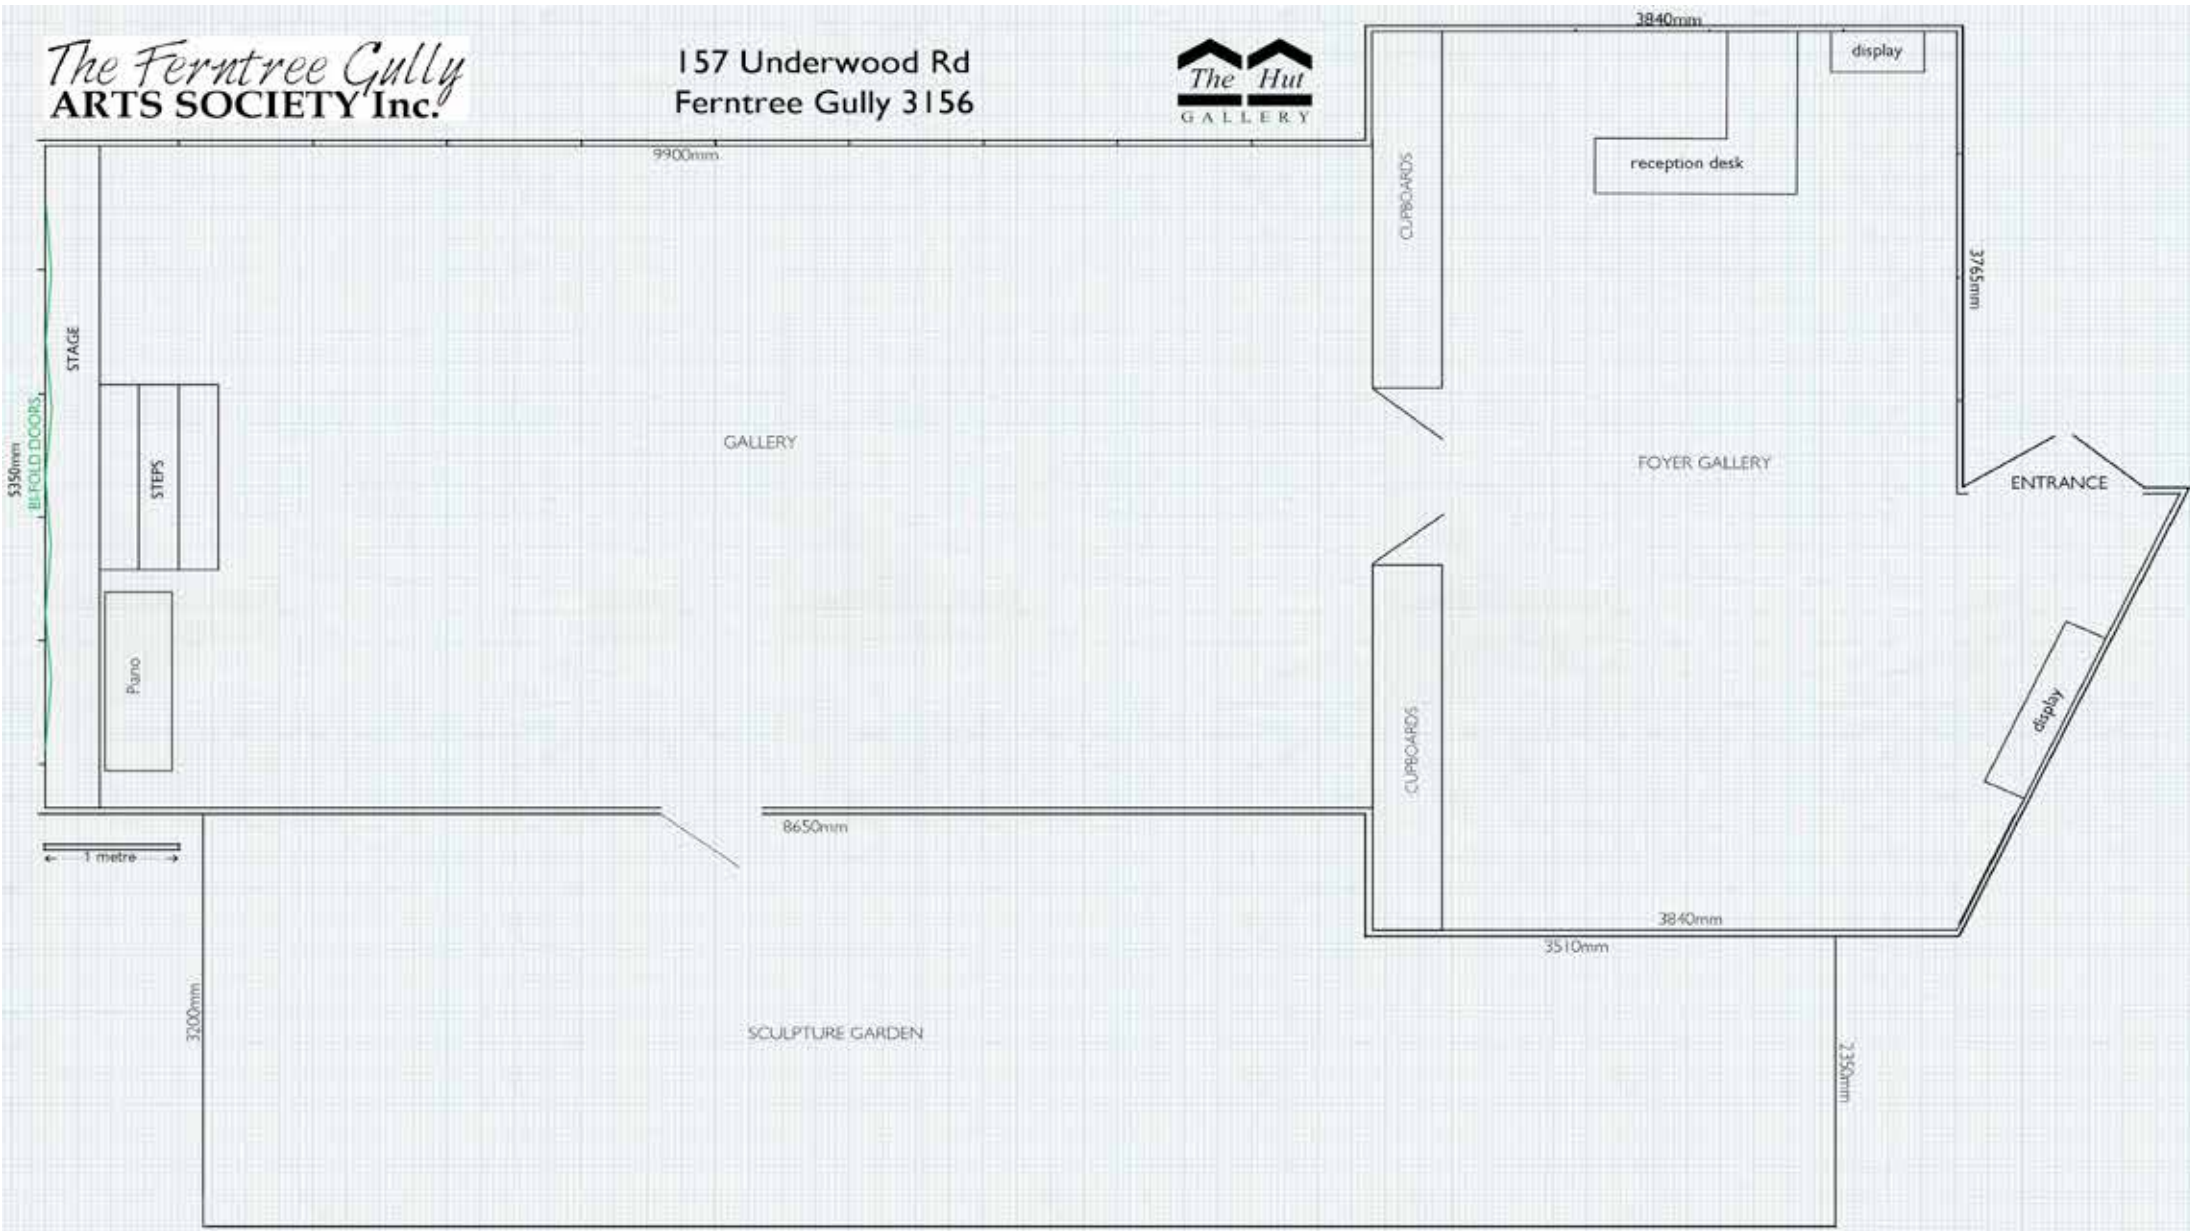 The Ferntree Gully
ARTS SOCIETY Inc.
157 Underwood Rd
Ferntree Gully 3156
The Hut
GALLERY
3840mm
display
9900mm
CUPBOARDS
reception desk
3765mm
STAGE
5350mm
BI-FOLD DOORS
STEPS
GALLERY
FOYER GALLERY
ENTRANCE
Piano
display
CUPBOARDS
8650mm
1 metre
3840mm
3510mm
3200mm
SCULPTURE GARDEN
2350mm